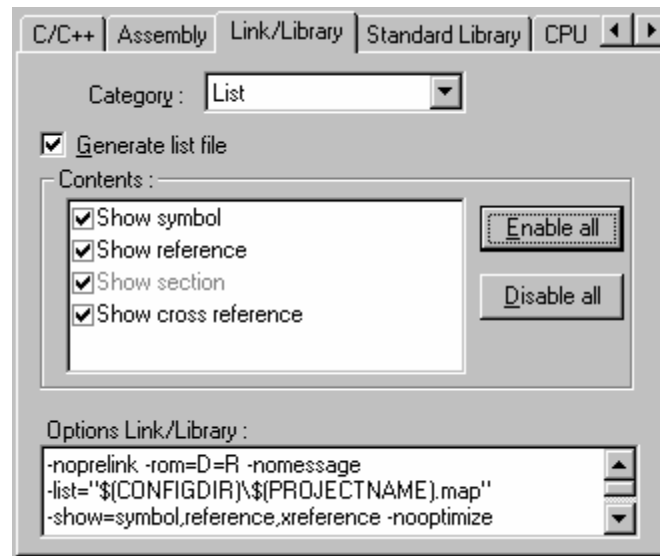 C/C++ Assembly Link/Library Standard Library CPU
Category : List
Generate list file
Contents :
Show symbol
Show reference
Show section
Show cross reference
Enable all
Disable all
Options Link/Library :
-noprelink -rom=D=R -nomessage
-list="$(CONFIGDIR)\$(PROJECTNAME).map"
-show=symbol,reference,xreference -nooptimize